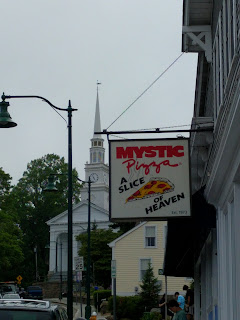 MYSTIC
Pizza
A SLICE
OF HEAVEN